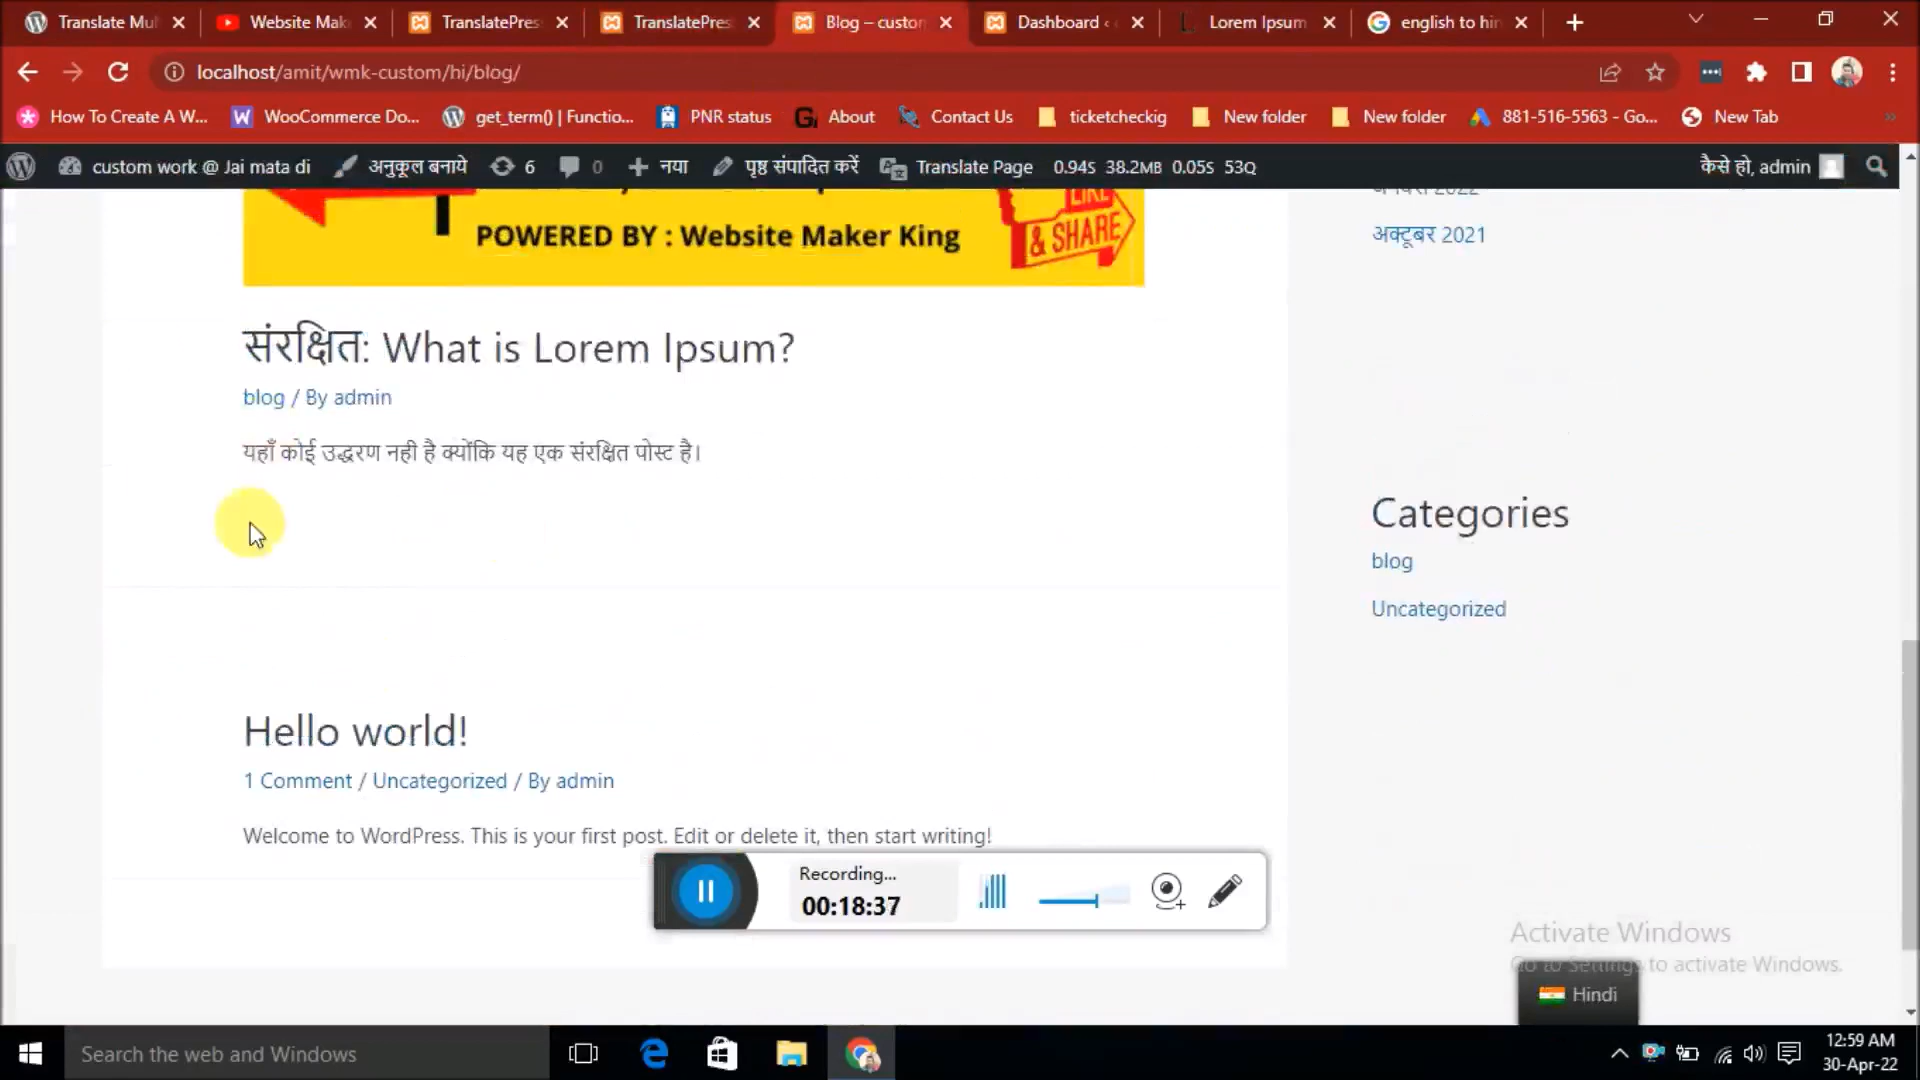 Translate Mul
Website Mak
TranslatePres
TranslatePres
Blog – custom
Dashboard ‹
Lorem Ipsum
english to hin
localhost/amit/wmk-custom/hi/blog/
How To Create A W...
WooCommerce Do...
get_term() | Functio...
PNR status
About
Contact Us
ticketcheckig
New folder
New folder
881-516-5563 - Go...
New Tab
custom work @ Jai mata di
अनुकूल बनाये
6
0
नया
पृष्ठ संपादित करें
Translate Page
0.94S 38.2MB 0.05S 53Q
कैसे हो, admin
LIKE
& SHARE
POWERED BY : Website Maker King
अक्टूबर 2021
संरक्षित: What is Lorem Ipsum?
blog / By admin
यहाँ कोई उद्धरण नही है क्योंकि यह एक संरक्षित पोस्ट है।
Categories
blog
Uncategorized
Hello world!
1 Comment / Uncategorized / By admin
Welcome to WordPress. This is your first post. Edit or delete it, then start writing!
Recording...
00:18:37
Activate Windows
Go to Settings to activate Windows.
Hindi
Search the web and Windows
12:59 AM
30-Apr-22